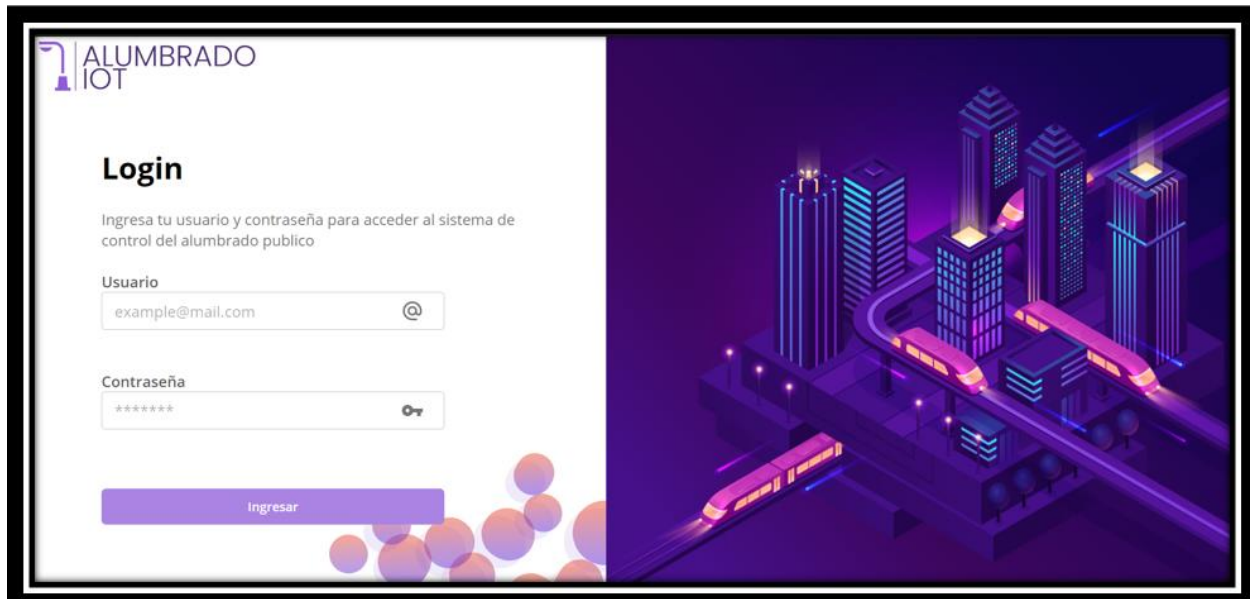 ALUMBRADO
IOT
Login
Ingresa tu usuario y contraseña para acceder al sistema de
control del alumbrado publico
Usuario
example@mail.com
Contraseña
*******
Ingresar